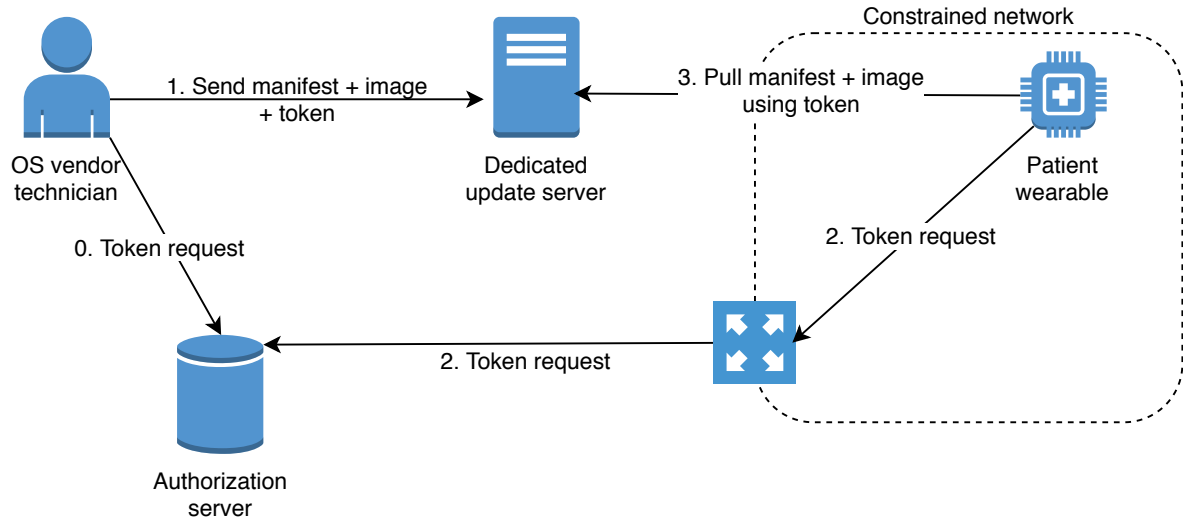 Constrained network
1. Send manifest + image
+ token
3. Pull manifest + image
using token
OS vendor
technician
Dedicated
update server
Patient
wearable
0. Token request
2. Token request
2. Token request
Authorization
server